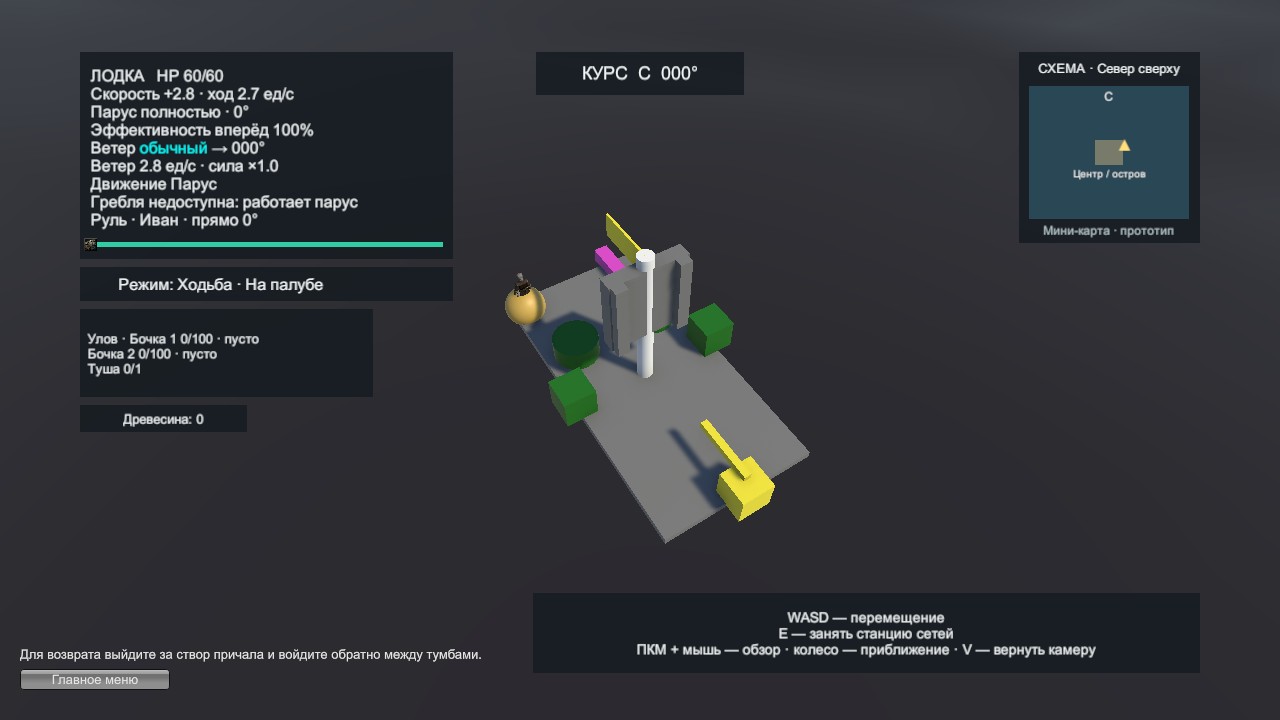 ЛОДКА HP 60/60
Скорость +2.8 · ход 2.7 ед/с
Парус полностью · 0°
Эффективность вперёд 100%
Ветер обычный → 000°
Ветер 2.8 ед/с · сила ×1.0
Движение Парус
Гребля недоступна: работает парус
Руль · Иван · прямо 0°
Режим: Ходьба · На палубе
Улов · Бочка 1 0/100 · пусто
Бочка 2 0/100 · пусто
Туша 0/1
Древесина: 0
КУРС С 000°
СХЕМА · Север сверху
С
Центр / остров
Мини-карта · прототип
WASD — перемещение
E — занять станцию сетей
ПКМ + мышь — обзор · колесо — приближение · V — вернуть камеру
Для возврата выйдите за створ причала и войдите обратно между тумбами.
Главное меню